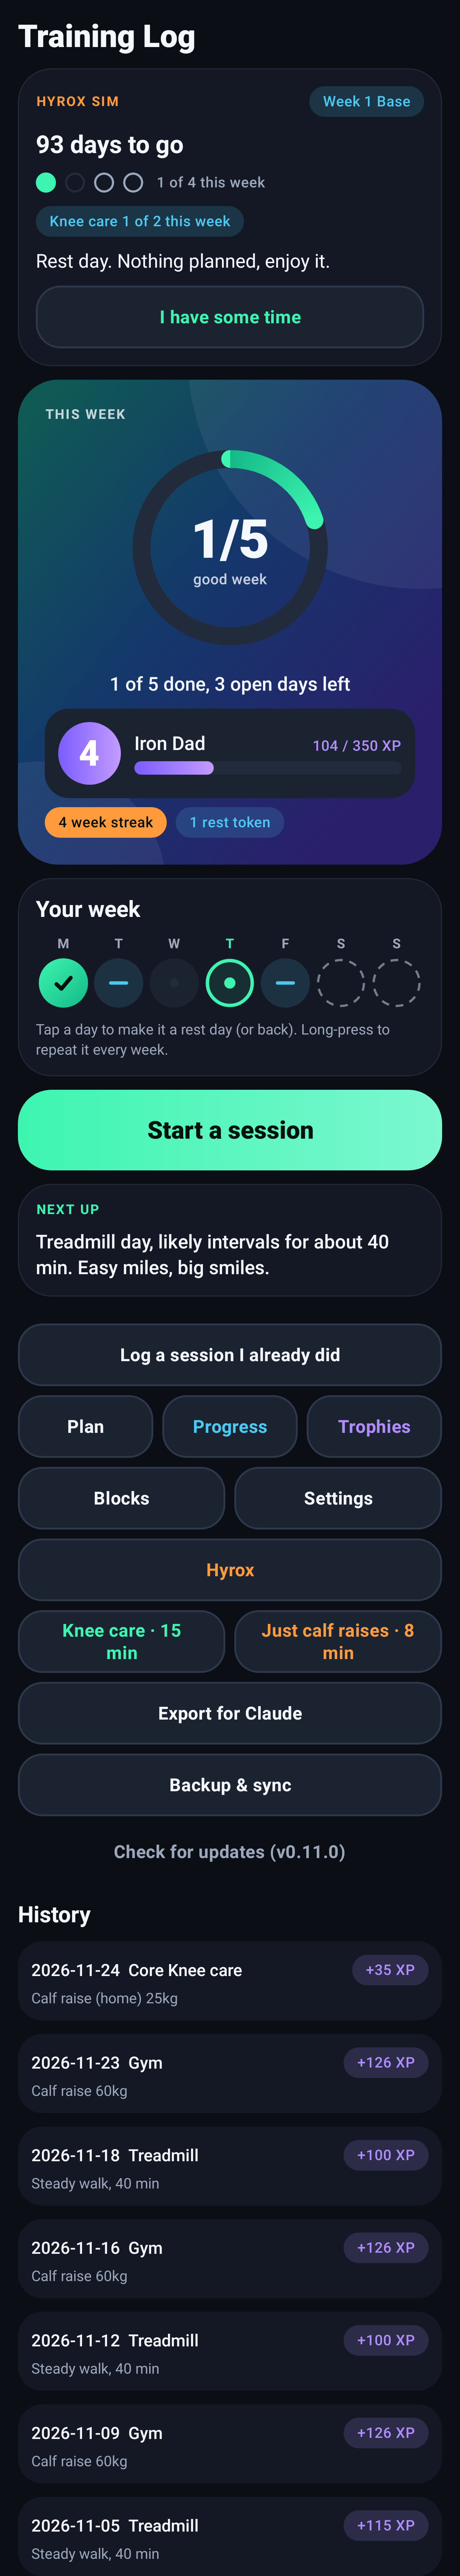 Training Log
HYROX SIM
Week 1 Base
93 days to go
1 of 4 this week
Knee care 1 of 2 this week
Rest day. Nothing planned, enjoy it.
I have some time
THIS WEEK
1/5
good week
1 of 5 done, 3 open days left
4
Iron Dad
104 / 350 XP
4 week streak
1 rest token
Your week
M T W T F S S
Tap a day to make it a rest day (or back). Long-press to
repeat it every week.
Start a session
NEXT UP
Treadmill day, likely intervals for about 40
min. Easy miles, big smiles.
Log a session I already did
Plan
Progress
Trophies
Blocks
Settings
Hyrox
Knee care · 15
min
Just calf raises · 8
min
Export for Claude
Backup & sync
Check for updates (v0.11.0)
History
2026-11-24 Core Knee care
+35 XP
Calf raise (home) 25kg
2026-11-23 Gym
+126 XP
Calf raise 60kg
2026-11-18 Treadmill
+100 XP
Steady walk, 40 min
2026-11-16 Gym
+126 XP
Calf raise 60kg
2026-11-12 Treadmill
+100 XP
Steady walk, 40 min
2026-11-09 Gym
+126 XP
Calf raise 60kg
2026-11-05 Treadmill
+115 XP
Steady walk, 40 min